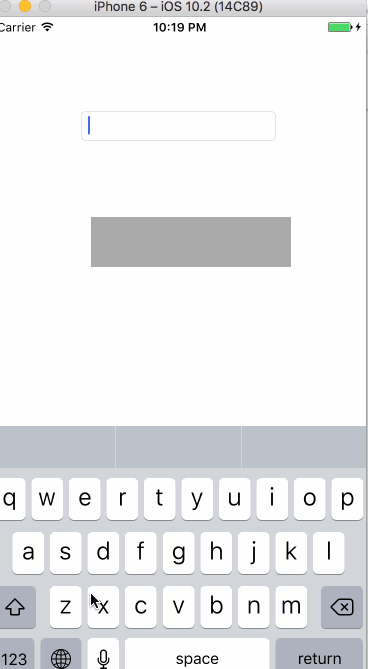 iPhone 6 – iOS 10.2 (14C89)
Carrier 10:19 PM
q w e r t y u i o p
a s d f g h j k l
z x c v b n m
123 space return